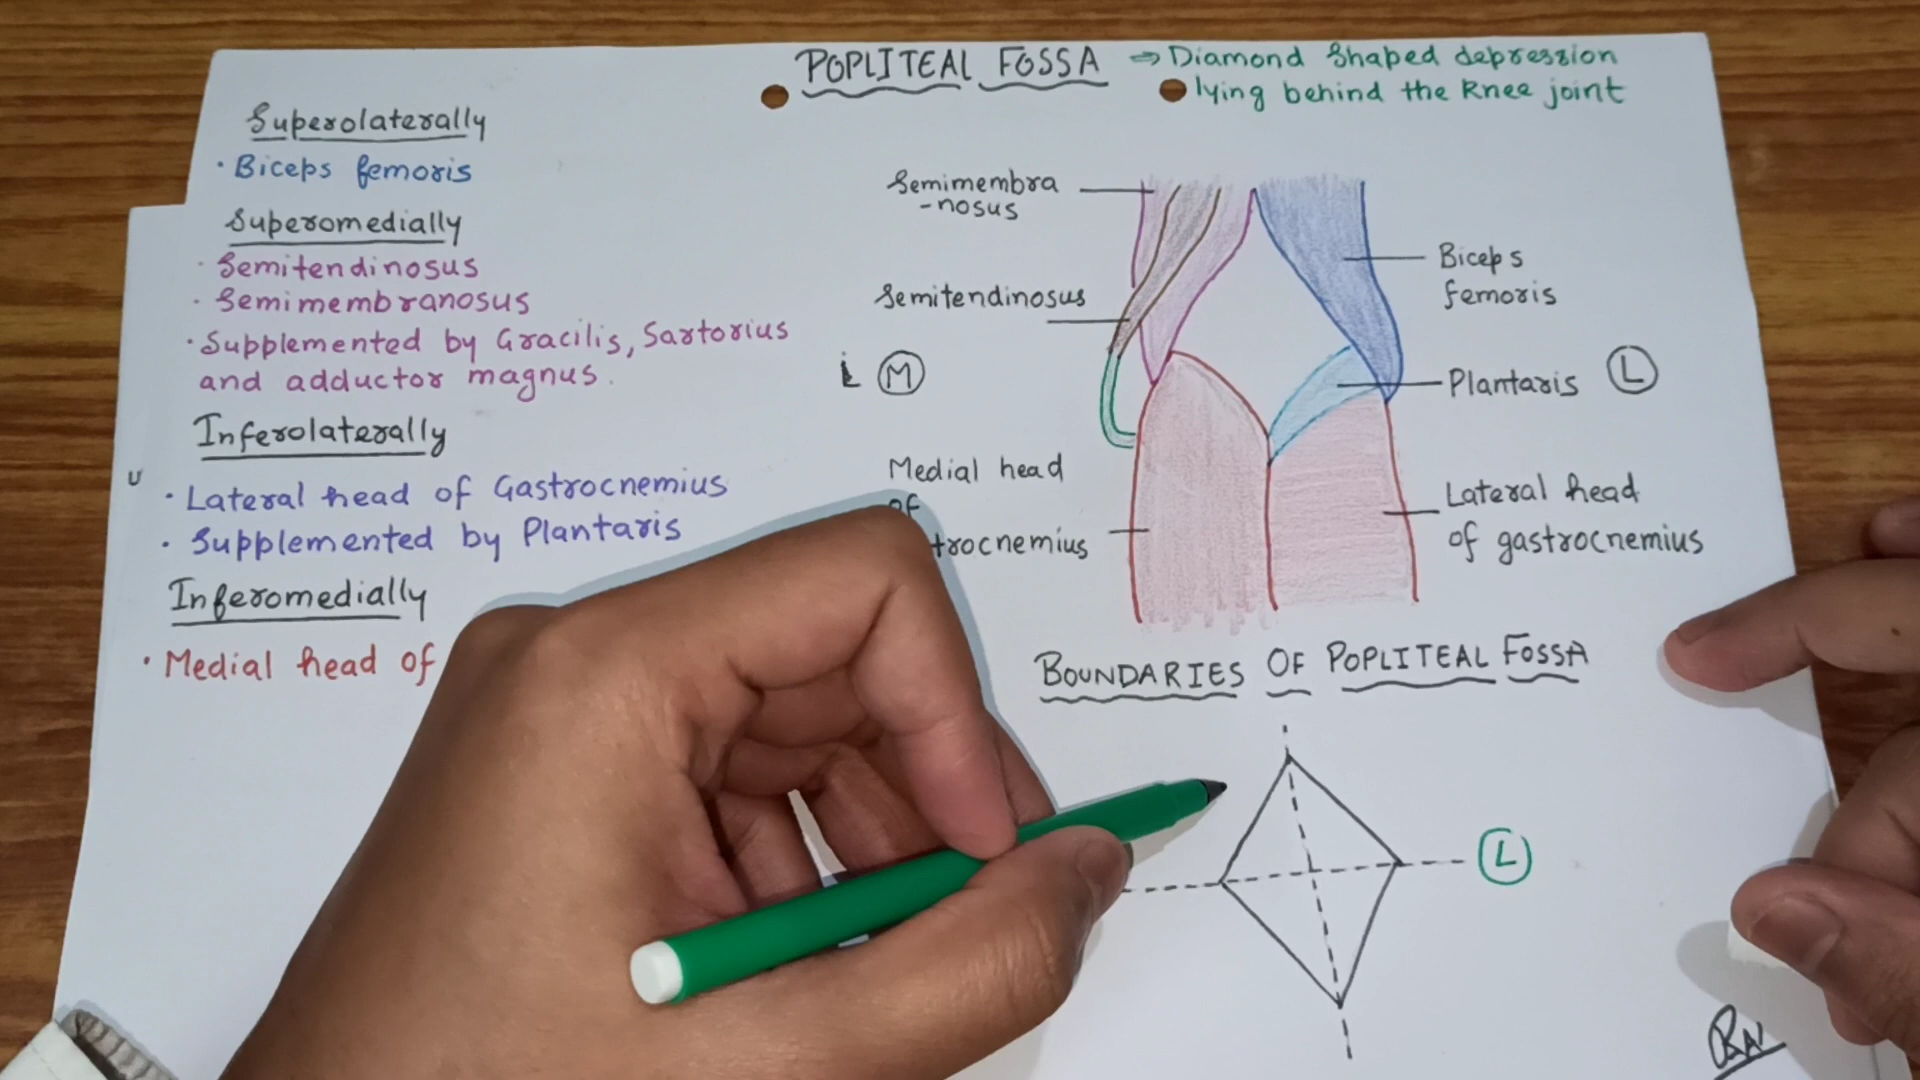 POPLITEAL FOSSA ⇒ Diamond Shaped depression
lying behind the Knee joint
Superolaterally
• Biceps femoris
Superomedially
• Semitendinosus
• Semimembranosus
• Supplemented by Gracilis, Sartorius
and adductor magnus.
Inferolaterally
• Lateral head of Gastrocnemius
• Supplemented by Plantaris
Inferomedially
• Medial head of
Semimembra
-nosus
Semitendinosus
M
Medial head
of
trocnemius
Biceps
femoris
Plantaris
L
Lateral head
of gastrocnemius
BOUNDARIES OF POPLITEAL FOSSA
L